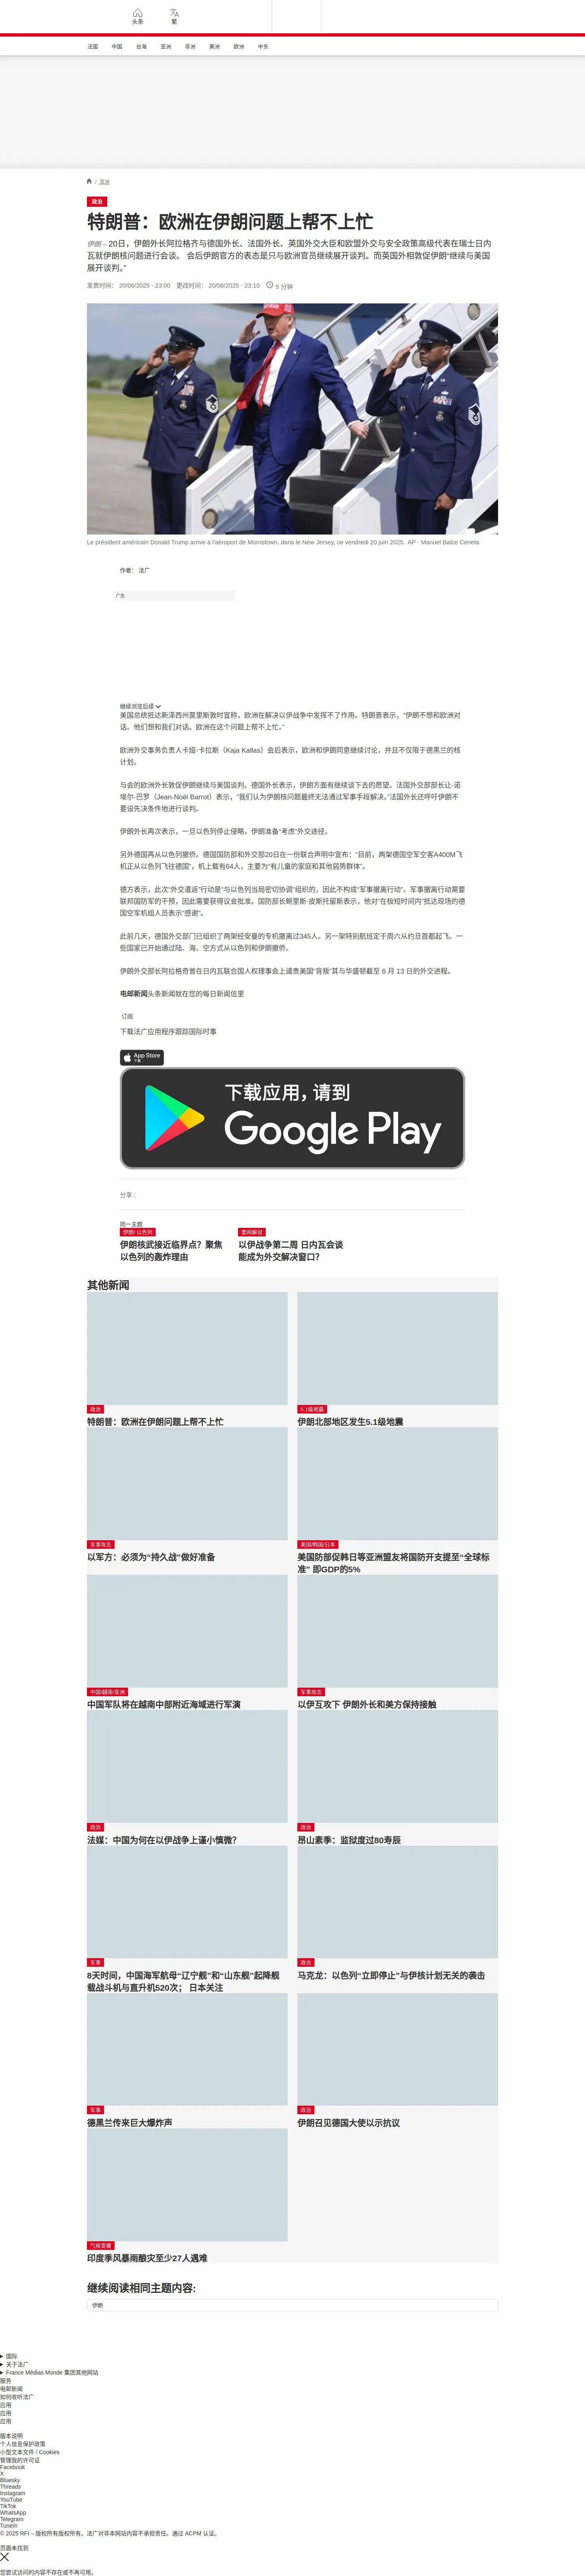 头条
繁
法国
中国
台海
亚洲
非洲
美洲
欧洲
中东
/ 亚洲
政治
特朗普：欧洲在伊朗问题上帮不上忙
伊朗 – 20日，伊朗外长阿拉格齐与德国外长、法国外长、英国外交大臣和欧盟外交与安全政策高级代表在瑞士日内
瓦就伊朗核问题进行会谈。 会后伊朗官方的表态是只与欧洲官员继续展开谈判。而英国外相敦促伊朗“继续与美国
展开谈判。”
发表时间： 20/06/2025 - 23:00 更改时间： 20/06/2025 - 23:10 5 分钟
Le président américain Donald Trump arrive à l'aéroport de Morristown, dans le New Jersey, ce vendredi 20 juin 2025. AP - Manuel Balce Ceneta
作者： 法广
广告
继续浏览后续
美国总统抵达新泽西州莫里斯敦时宣称，欧洲在解决以伊战争中发挥不了作用。特朗普表示，“伊朗不想和欧洲对
话。他们想和我们对话。欧洲在这个问题上帮不上忙。”
欧洲外交事务负责人卡娅-卡拉斯（Kaja Kallas）会后表示，欧洲和伊朗同意继续讨论，并且不仅限于德黑兰的核
计划。
与会的欧洲外长敦促伊朗继续与美国谈判。德国外长表示，伊朗方面有继续谈下去的愿望。法国外交部部长让-诺
埃尔·巴罗（Jean-Noël Barrot）表示，“我们认为伊朗核问题最终无法通过军事手段解决。”法国外长还呼吁伊朗不
要设先决条件地进行谈判。
伊朗外长再次表示，一旦以色列停止侵略，伊朗准备“考虑”外交途径。
另外德国再从以色列撤侨。德国国防部和外交部20日在一份联合声明中宣布：“目前，两架德国空军空客A400M飞
机正从以色列飞往德国”，机上载有64人，主要为“有儿童的家庭和其他弱势群体”。
德方表示，此次“外交遣返”行动是“与以色列当局密切协调”组织的，因此不构成“军事撤离行动”。军事撤离行动需要
联邦国防军的干预，因此需要获得议会批准。国防部长鲍里斯·皮斯托留斯表示，他对“在极短时间内”抵达现场的德
国空军机组人员表示“感谢”。
此前几天，德国外交部门已组织了两架经安曼的专机撤离过345人。另一架特别航班定于周六从约旦首都起飞。一
些国家已开始通过陆、海、空方式从以色列和伊朗撤侨。
伊朗外交部长阿拉格奇曾在日内瓦联合国人权理事会上谴责美国“背叛”其与华盛顿截至 6 月 13 日的外交进程。
电邮新闻头条新闻就在您的每日新闻信里
订阅
下载法广应用程序跟踪国际时事
App Store
下载
下载应用，请到
Google Play
分享 :
同一主题
伊朗/ 以色列
伊朗核武接近临界点？聚焦
以色列的轰炸理由
要闻解说
以伊战争第二周 日内瓦会谈
能成为外交解决窗口？
其他新闻
政治
特朗普：欧洲在伊朗问题上帮不上忙
5.1级地震
伊朗北部地区发生5.1级地震
军事攻击
以军方：必须为“持久战”做好准备
美国/韩国/日本
美国防部促韩日等亚洲盟友将国防开支提至“全球标
准” 即GDP的5%
中国/越南/亚洲
中国军队将在越南中部附近海域进行军演
军事攻击
以伊互攻下 伊朗外长和美方保持接触
政治
法媒：中国为何在以伊战争上谨小慎微？
政治
昂山素季：监狱度过80寿辰
军事
8天时间，中国海军航母“辽宁舰”和“山东舰”起降舰
载战斗机与直升机520次； 日本关注
政治
马克龙：以色列“立即停止”与伊核计划无关的袭击
军事
德黑兰传来巨大爆炸声
政治
伊朗召见德国大使以示抗议
气候变暖
印度季风暴雨酿灾至少27人遇难
继续阅读相同主题内容:
伊朗
国际
关于法广
France Médias Monde 集团其他网站
服务
电邮新闻
如何收听法广
应用
应用
应用
版本说明
个人信息保护政策
小型文本文件 / Cookies
管理我的许可证
Facebook
X
Bluesky
Threads
Instagram
YouTube
TikTok
WhatsApp
Telegram
TuneIn
© 2025 RFI – 版权所有版权所有。法广对非本网站内容不承担责任。通过 ACPM 认证。
页面未找到
您尝试访问的内容不存在或不再可用。